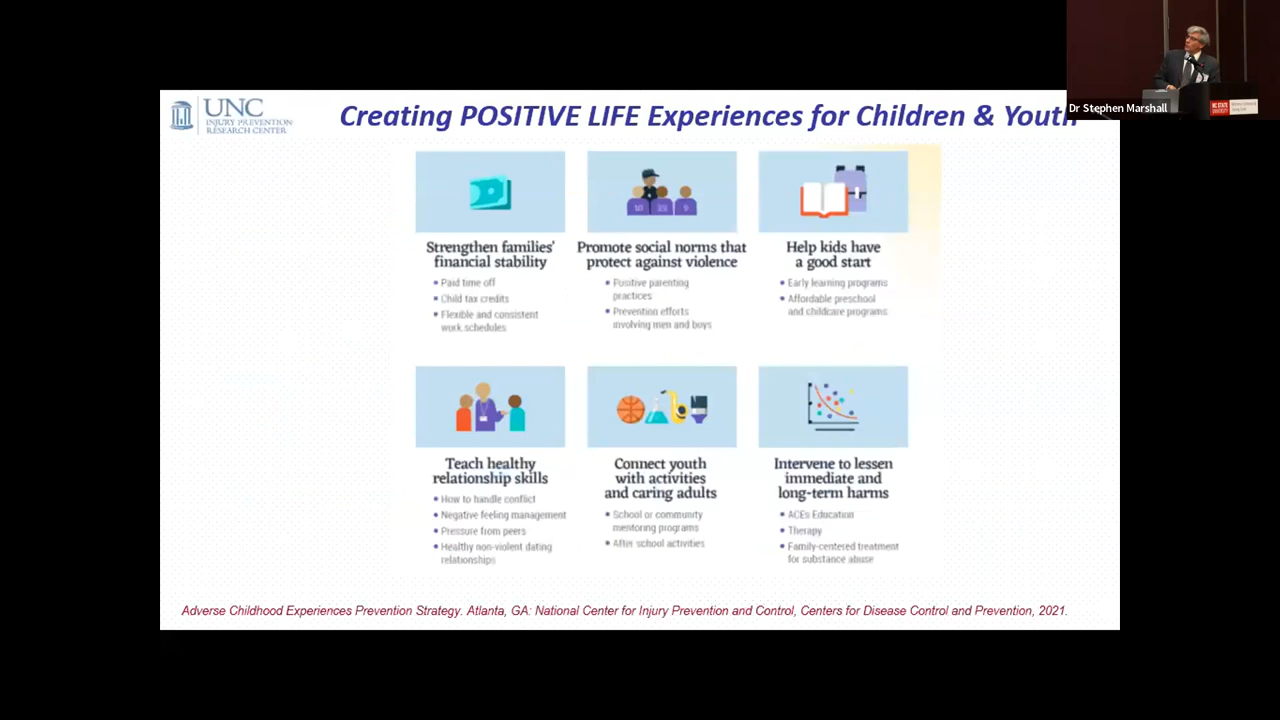 UNC
INJURY PREVENTION
RESEARCH CENTER
Creating POSITIVE LIFE Experiences for Children & Youth
Dr Stephen Marshall
NC STATE
UNIVERSITY
10
23
9
Strengthen families'
financial stability
• Paid time off
• Child tax credits
• Flexible and consistent
work schedules
Promote social norms that
protect against violence
• Positive parenting
practices
• Prevention efforts
involving men and boys
Help kids have
a good start
• Early learning programs
• Affordable preschool
and childcare programs
Teach healthy
relationship skills
• How to handle conflict
• Negative feeling management
• Pressure from peers
• Healthy non-violent dating
relationships
Connect youth
with activities
and caring adults
• School or community
mentoring programs
• After school activities
Intervene to lessen
immediate and
long-term harms
• ACEs Education
• Therapy
• Family-centered treatment
for substance abuse
Adverse Childhood Experiences Prevention Strategy. Atlanta, GA: National Center for Injury Prevention and Control, Centers for Disease Control and Prevention, 2021.